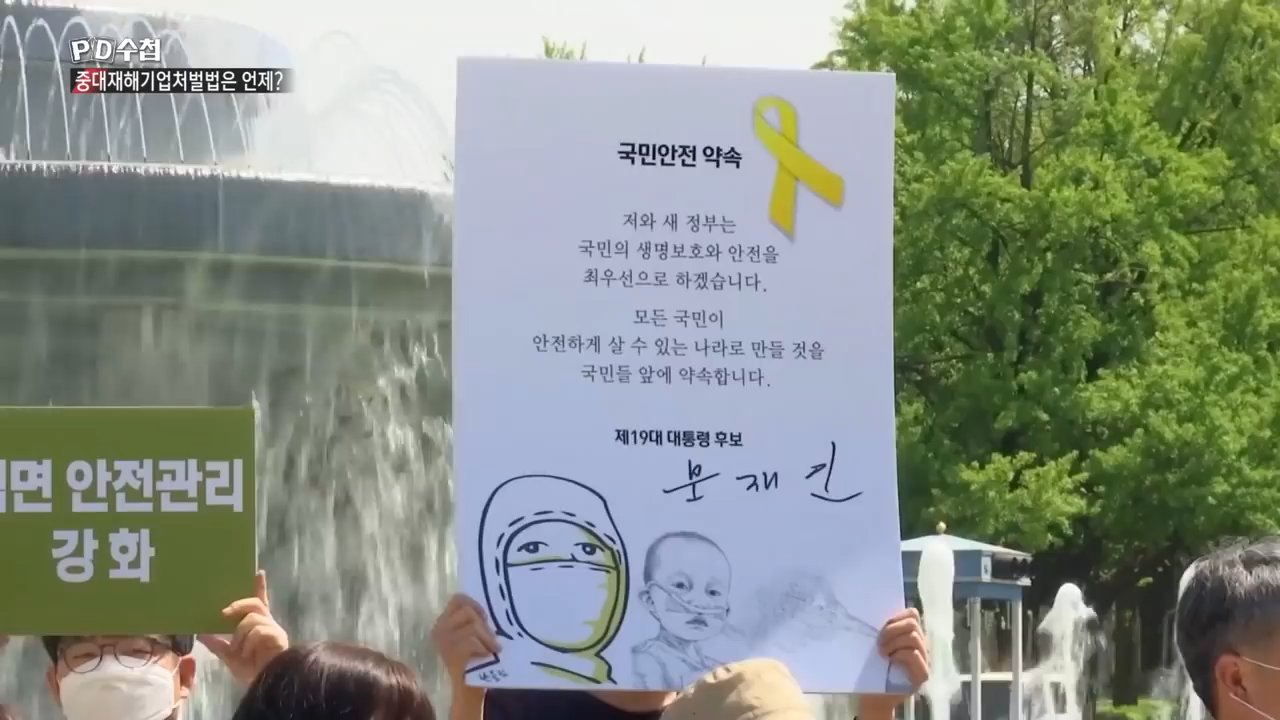 PD수첩
중대재해기업처벌법은 언제?
국민안전 약속
저와 새 정부는
국민의 생명보호와 안전을
최우선으로 하겠습니다.
모든 국민이
안전하게 살 수 있는 나라로 만들 것을
국민들 앞에 약속합니다.
제19대 대통령 후보
문재인
안전관리
강화